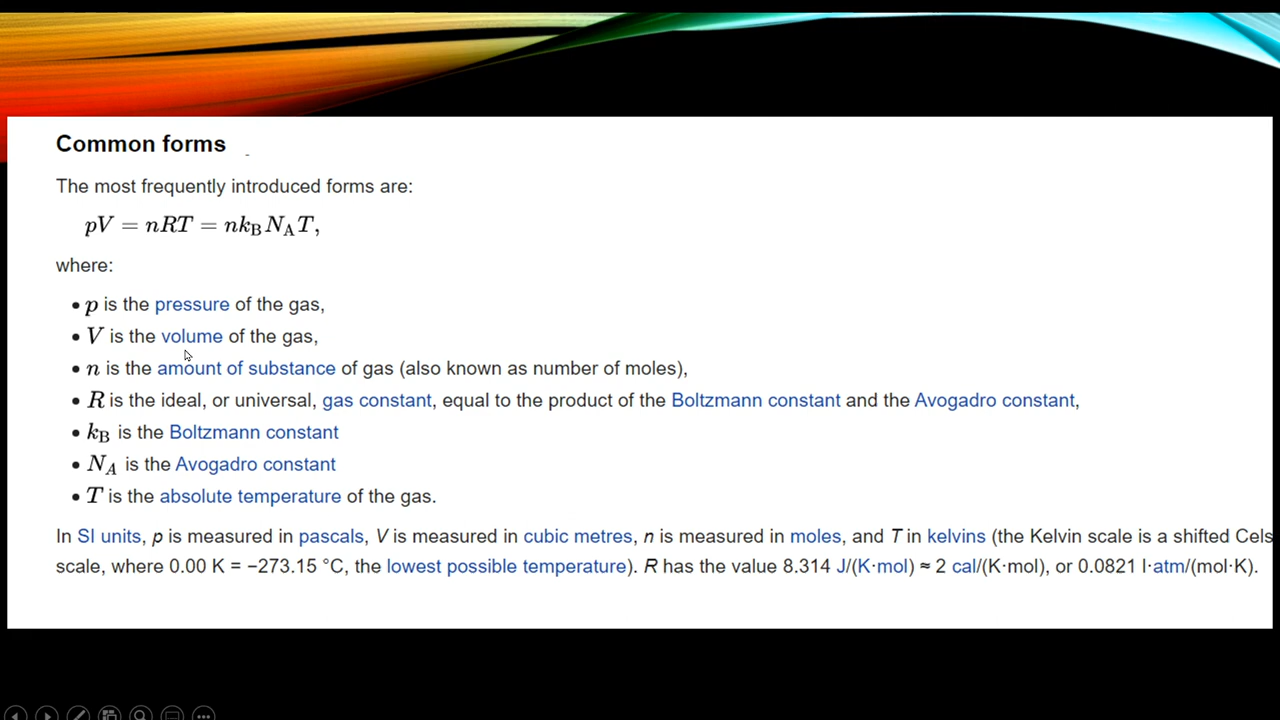 Common forms
The most frequently introduced forms are:
pV = nRT = nk_B N_A T,
where:
• p is the pressure of the gas,
• V is the volume of the gas,
• n is the amount of substance of gas (also known as number of moles),
• R is the ideal, or universal, gas constant, equal to the product of the Boltzmann constant and the Avogadro constant,
• k_B is the Boltzmann constant
• N_A is the Avogadro constant
• T is the absolute temperature of the gas.
In SI units, p is measured in pascals, V is measured in cubic metres, n is measured in moles, and T in kelvins (the Kelvin scale is a shifted Cels
scale, where 0.00 K = −273.15 °C, the lowest possible temperature). R has the value 8.314 J/(K·mol) ≈ 2 cal/(K·mol), or 0.0821 l·atm/(mol·K).